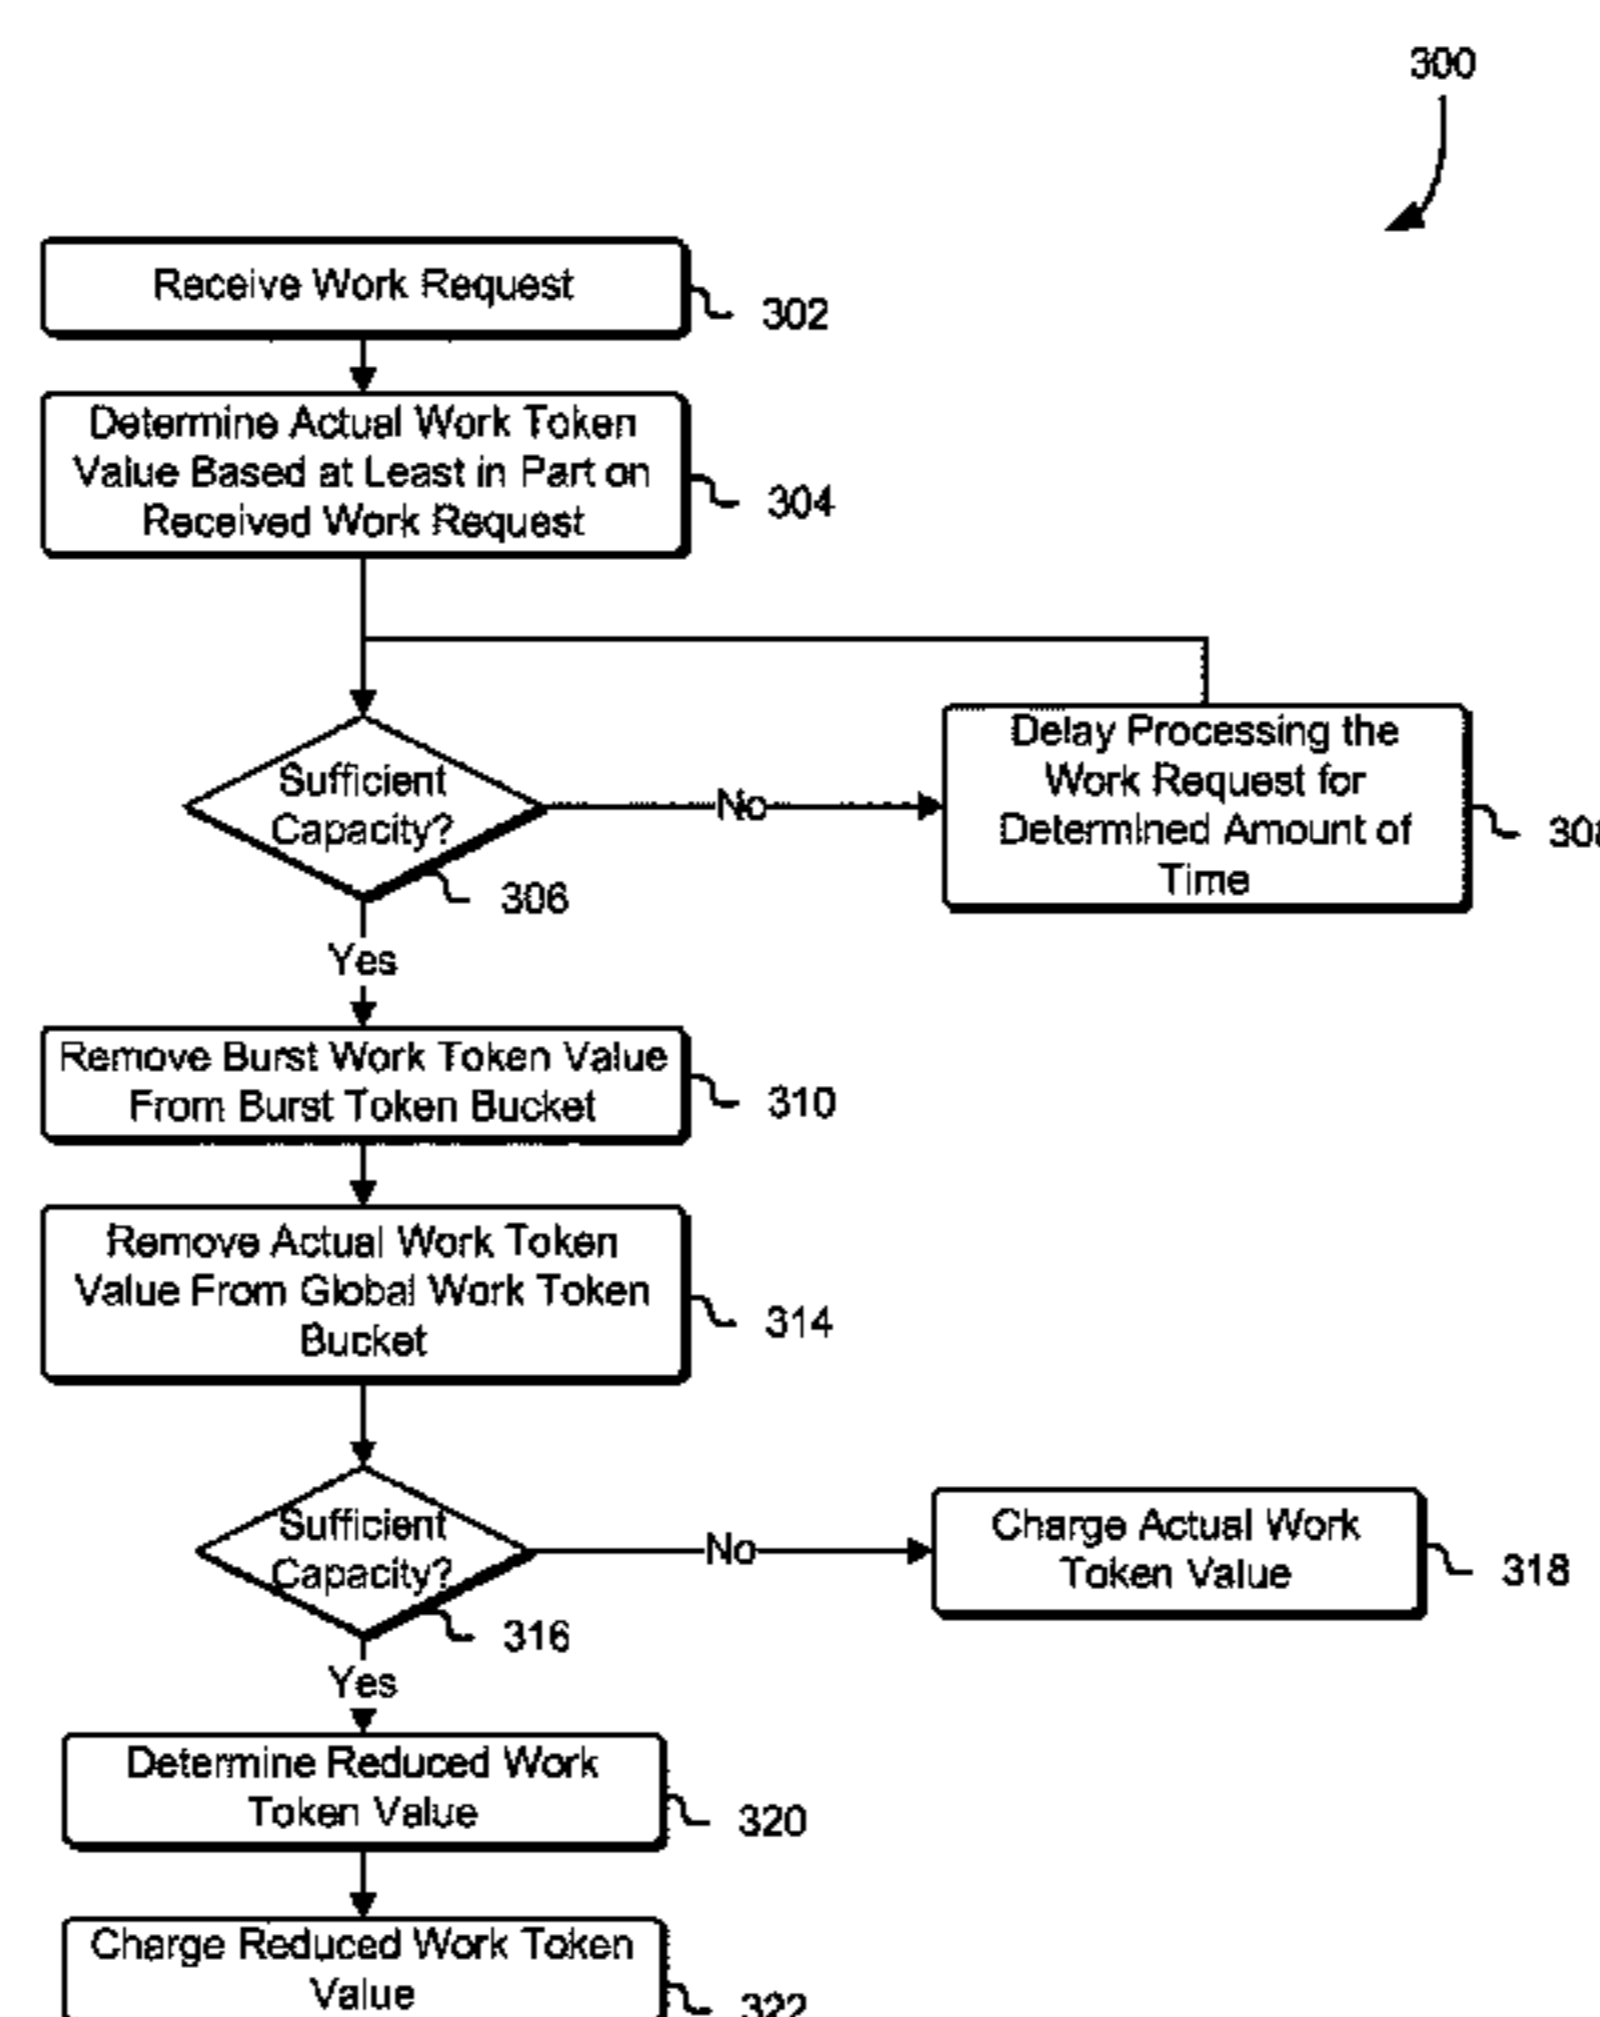 300
Receive Work Request
302
Determine Actual Work Token
Value Based at Least in Part on
Received Work Request
304
Sufficient
Capacity?
306
No
Delay Processing the
Work Request for
Determined Amount of
Time
Yes
Remove Burst Work Token Value
From Burst Token Bucket
310
Remove Actual Work Token
Value From Global Work Token
Bucket
314
Sufficient
Capacity?
316
No
Charge Actual Work
Token Value
318
Yes
Determine Reduced Work
Token Value
320
Charge Reduced Work Token
Value
322